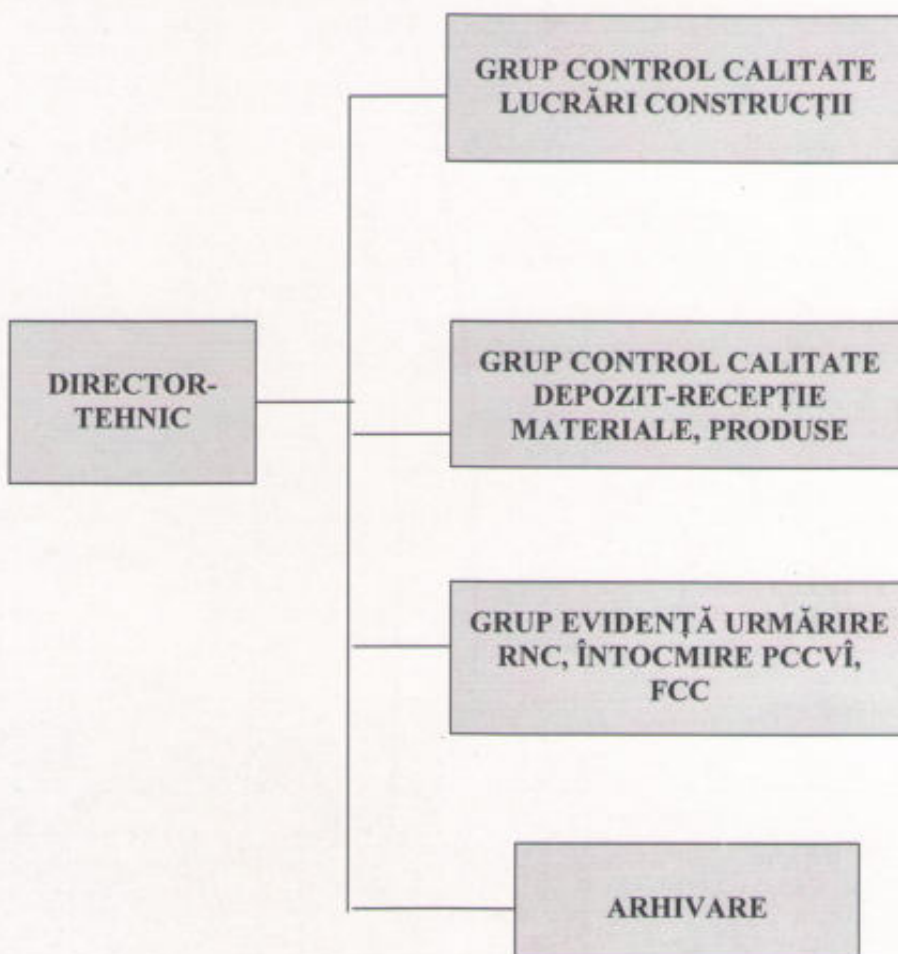 GRUP CONTROL CALITATE
LUCRĂRI CONSTRUCȚII
DIRECTOR-
TEHNIC
GRUP CONTROL CALITATE
DEPOZIT-RECEPȚIE
MATERIALE, PRODUSE
GRUP EVIDENȚĂ URMĂRIRE
RNC, ÎNTOCMIRE PCCVÎ,
FCC
ARHIVARE